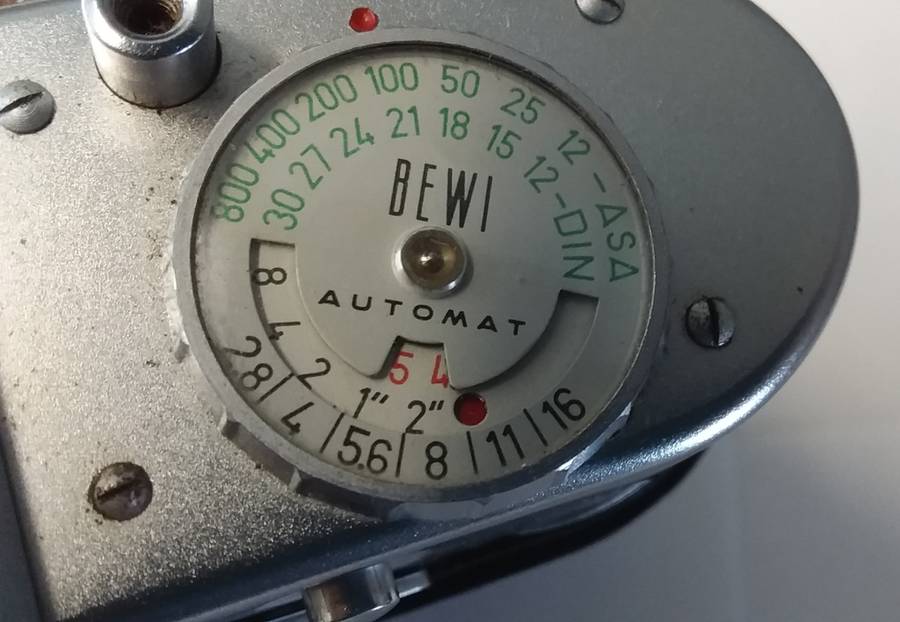 800 400 200 100 50 25 12 - ASA
30 27 24 21 18 15 12 - DIN
BEWI
AUTOMAT
8 4 2 1" 2"
5 4
2.8 4 5.6 8 11 16